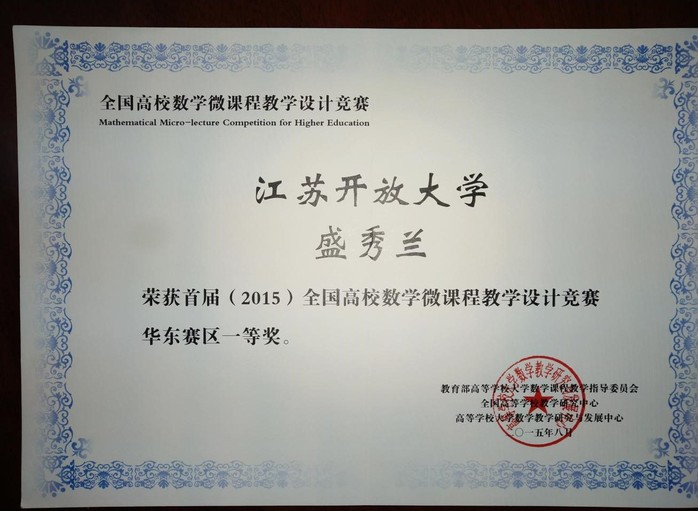 全国高校数学微课程教学设计竞赛
Mathematical Micro-lecture Competition for Higher Education
江苏开放大学
盛秀兰
荣获首届（2015）全国高校数学微课程教学设计竞赛
华东赛区一等奖。
教育部高等学校大学数学课程教学指导委员会
全国高等学校教学研究中心
高等学校大学数学教学研究与发展中心
二〇一五年八月